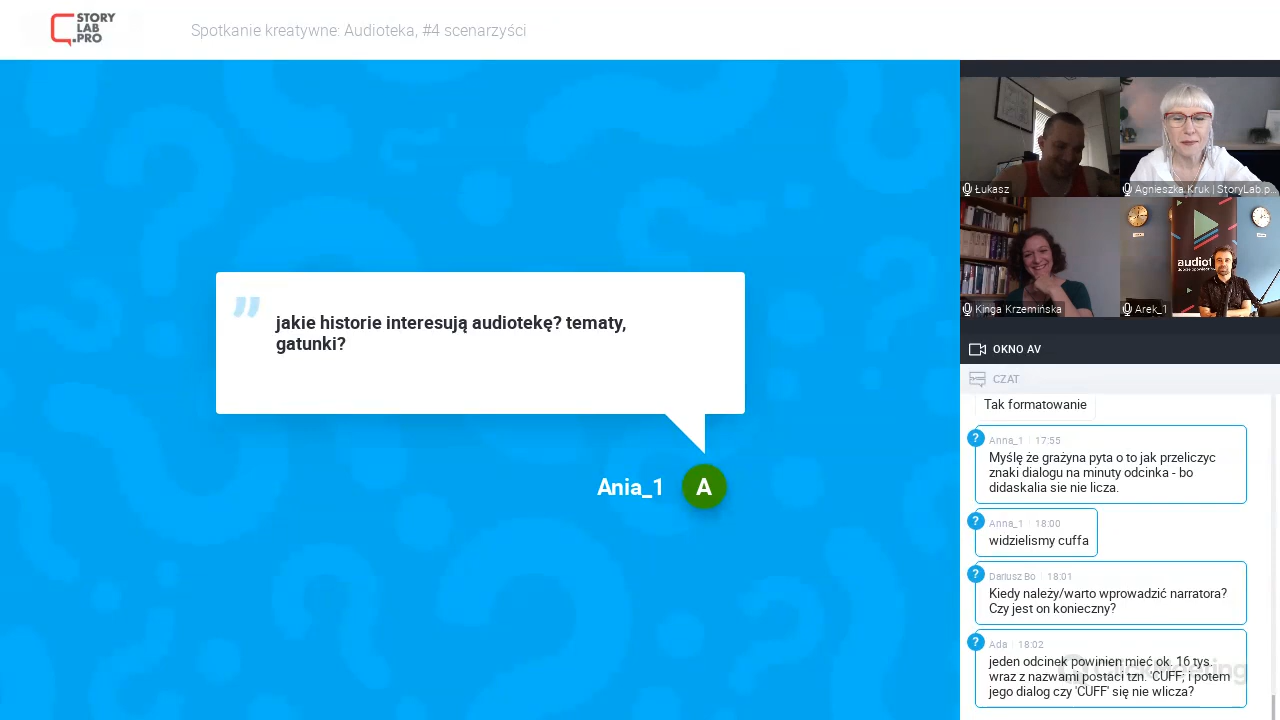 STORY
LAB
.PRO
Spotkanie kreatywne: Audioteka, #4 scenarzyści
jakie historie interesują audiotekę? tematy,
gatunki?
Ania_1
A
Łukasz
Agnieszka Kruk | StoryLab.p...
Kinga Krzemińska
Arek_1
OKNO AV
CZAT
Tak formatowanie
Anna_1 | 17:55
Myślę że grażyna pyta o to jak przeliczyc
znaki dialogu na minuty odcinka - bo
didaskalia sie nie licza.
Anna_1 | 18:00
widzielismy cuffa
Dariusz Bo | 18:01
Kiedy należy/warto wprowadzić narratora?
Czy jest on konieczny?
Ada | 18:02
jeden odcinek powinien mieć ok. 16 tys.
wraz z nazwami postaci tzn. 'CUFF; i potem
jego dialog czy 'CUFF' się nie wlicza?